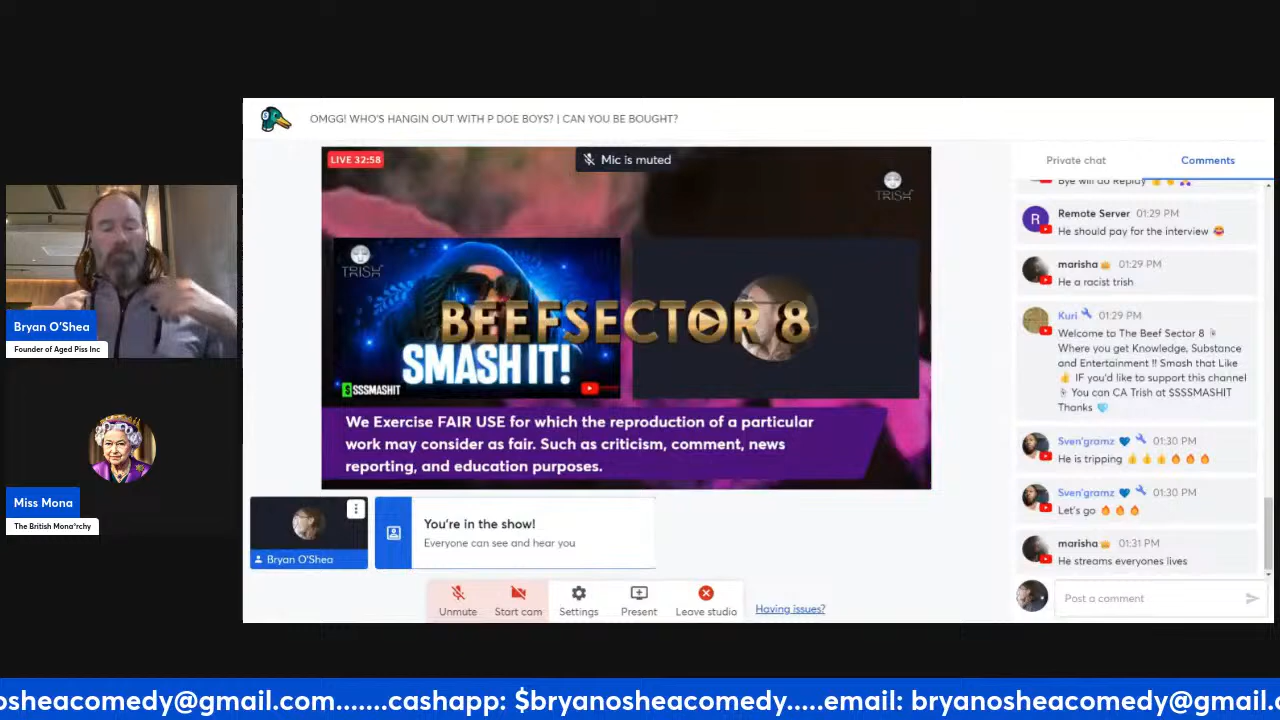 OMGG! WHO'S HANGIN OUT WITH P DOE BOYS? | CAN YOU BE BOUGHT?
LIVE 32:58
Mic is muted
TRISH
TRISH
BEEFSECTOR 8
SMASH IT!
$ $SSMASHIT
We Exercise FAIR USE for which the reproduction of a particular
work may consider as fair. Such as criticism, comment, news
reporting, and education purposes.
Bryan O'Shea
Founder of Aged Piss Inc
Miss Mona
The British Mona*rchy
Bryan O'Shea
You're in the show!
Everyone can see and hear you
Unmute
Start cam
Settings
Present
Leave studio
Having issues?
Private chat
Comments
Bye will do Replay
R
Remote Server 01:29 PM
He should pay for the interview 😂
marisha 👑 01:29 PM
He a racist trish
Kuri 01:29 PM
Welcome to The Beef Sector 8
Where you get Knowledge, Substance
and Entertainment !! Smash that Like
👍 IF you'd like to support this channel
You can CA Trish at $SSSMASHIT
Thanks 💙
Sven'gramz 💙 01:30 PM
He is tripping 👍👍👍🔥🔥🔥
Sven'gramz 💙 01:30 PM
Let's go 🔥🔥🔥
marisha 👑 01:31 PM
He streams everyones lives
Post a comment
osheacomedy@gmail.com.......cashapp: $bryanosheacomedy.....email: bryanosheacomedy@gmail.c